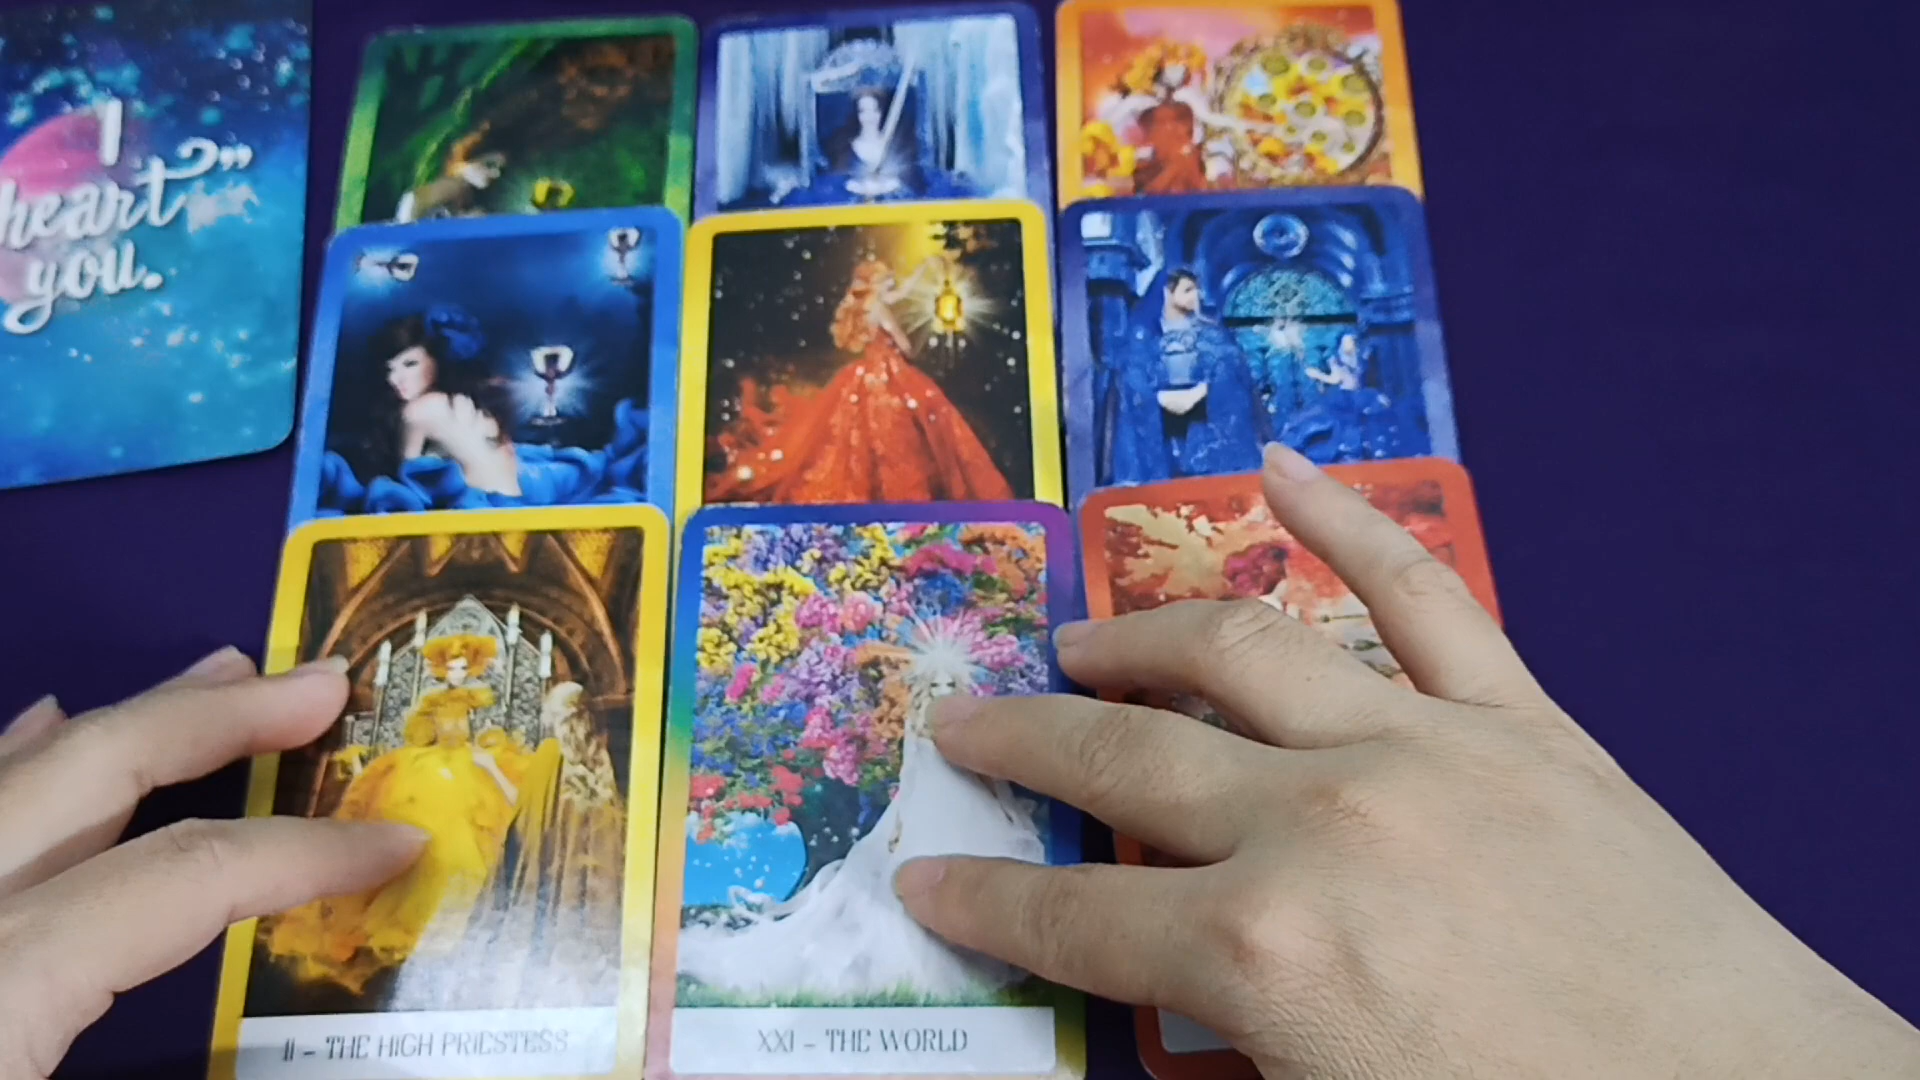 I
heart
you.”
II – THE HIGH PRIESTESS
XXI – THE WORLD